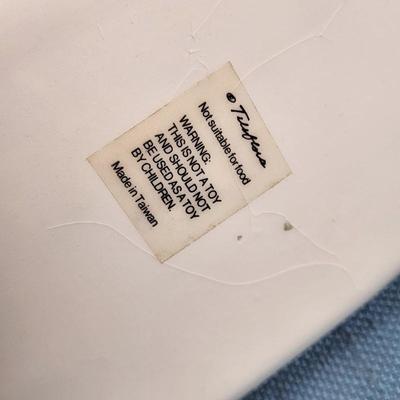 ® Teleflora
Not suitable for food
WARNING:
THIS IS NOT A TOY
AND SHOULD NOT
BE USED AS A TOY
BY CHILDREN.
Made in Taiwan